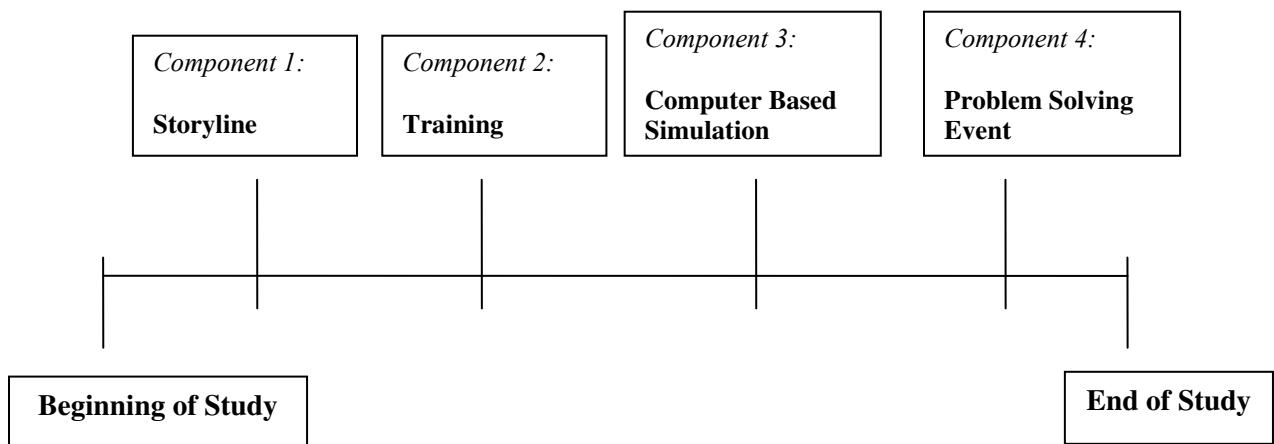 Component 1:
Storyline
Component 2:
Training
Component 3:
Computer Based
Simulation
Component 4:
Problem Solving
Event
Beginning of Study
End of Study